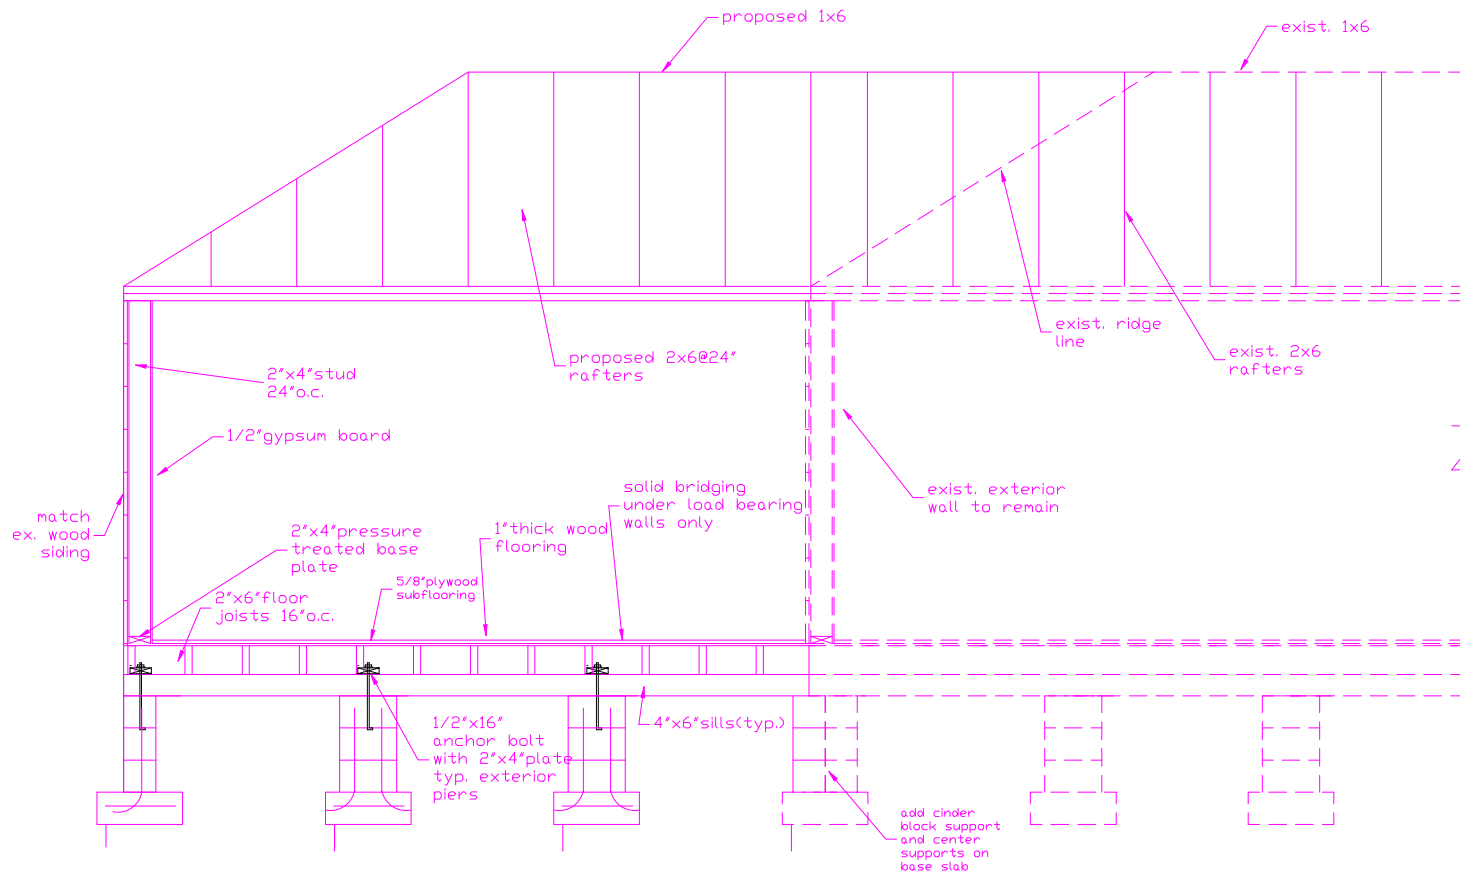 proposed 1x6
exist. 1x6
exist. ridge
line
exist. 2x6
rafters
proposed 2x6@24"
rafters
2"x4"stud
24"o.c.
1/2"gypsum board
match
ex. wood
siding
2"x4"pressure
treated base
plate
2"x6"floor
joists 16"o.c.
5/8"plywood
subflooring
1"thick wood
flooring
solid bridging
under load bearing
walls only
exist. exterior
wall to remain
1/2"x16"
anchor bolt
with 2"x4"plate
typ. exterior
piers
4"x6"sills(typ.)
add cinder
block support
and center
supports on
base slab